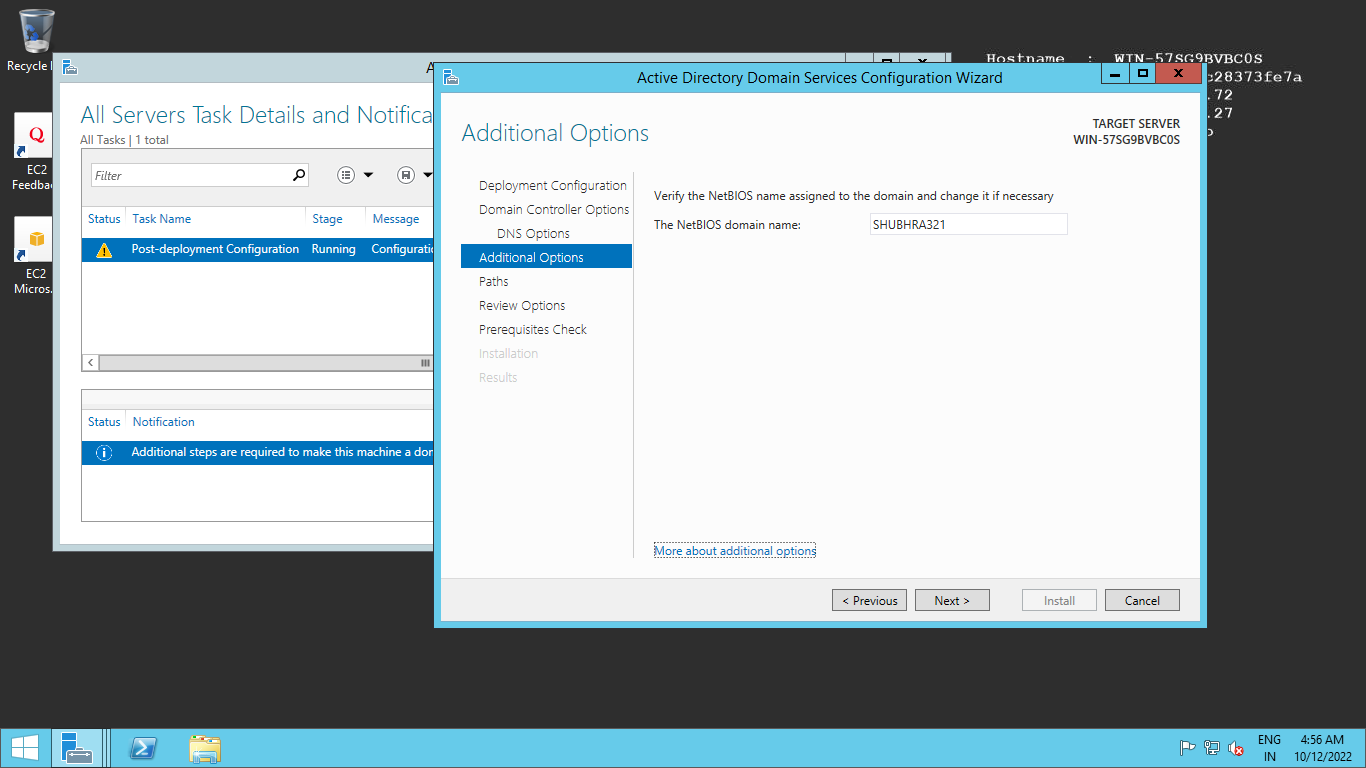 Recycle
EC2
Feedba
EC2
Micros.
Hostname : WIN-57SG9BVBC0S
c28373fe7a
.72
.27
All Servers Task Details and Notifica
All Tasks | 1 total
Filter
Status Task Name Stage Message
Post-deployment Configuration Running Configuratio
Status Notification
Additional steps are required to make this machine a dor
Active Directory Domain Services Configuration Wizard
Additional Options
TARGET SERVER
WIN-57SG9BVBC0S
Deployment Configuration
Domain Controller Options
DNS Options
Additional Options
Paths
Review Options
Prerequisites Check
Installation
Results
Verify the NetBIOS name assigned to the domain and change it if necessary
The NetBIOS domain name: SHUBHRA321
More about additional options
< Previous Next > Install Cancel
ENG 4:56 AM
IN 10/12/2022